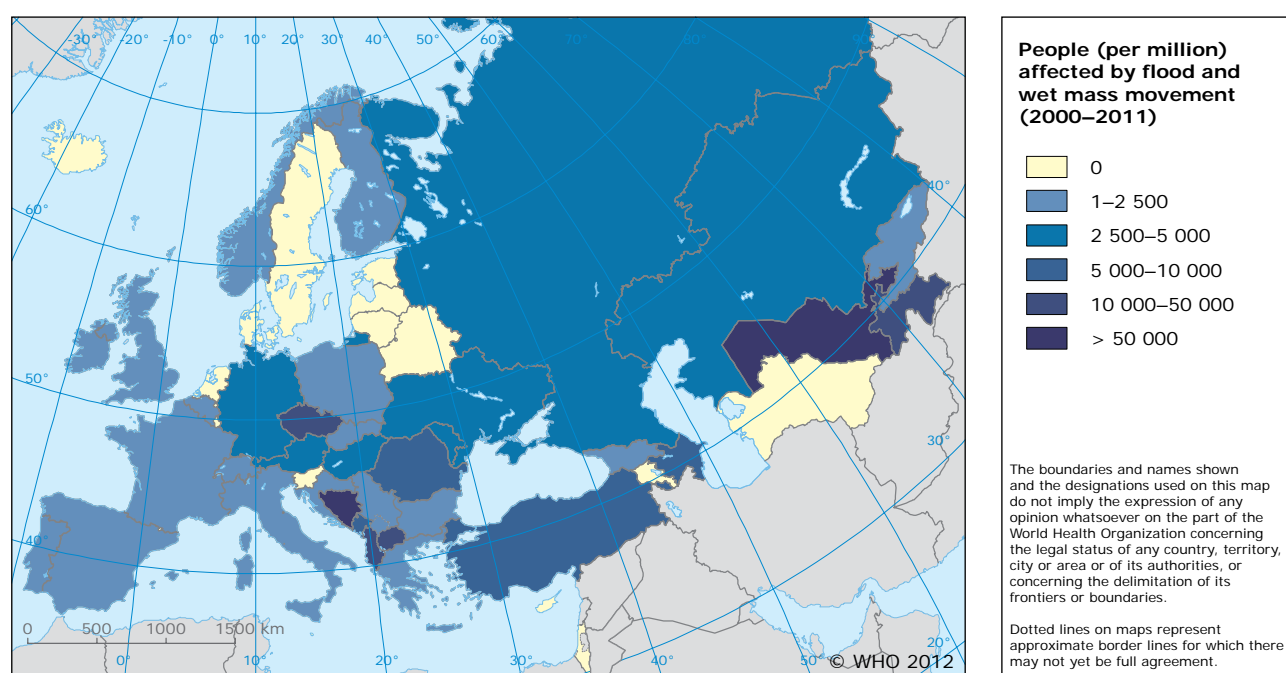 -30° -20° -10° 0° 10° 20° 30° 40° 50° 60° 70° 80° 90°
60°
50°
40°
40°
30°
20°
0 500 1000 1500 km
0° 10° 20° 30° 40° 50°
© WHO 2012
People (per million)
affected by flood and
wet mass movement
(2000–2011)
0
1–2 500
2 500–5 000
5 000–10 000
10 000–50 000
> 50 000
The boundaries and names shown
and the designations used on this map
do not imply the expression of any
opinion whatsoever on the part of the
World Health Organization concerning
the legal status of any country, territory,
city or area or of its authorities, or
concerning the delimitation of its
frontiers or boundaries.
Dotted lines on maps represent
approximate border lines for which there
may not yet be full agreement.